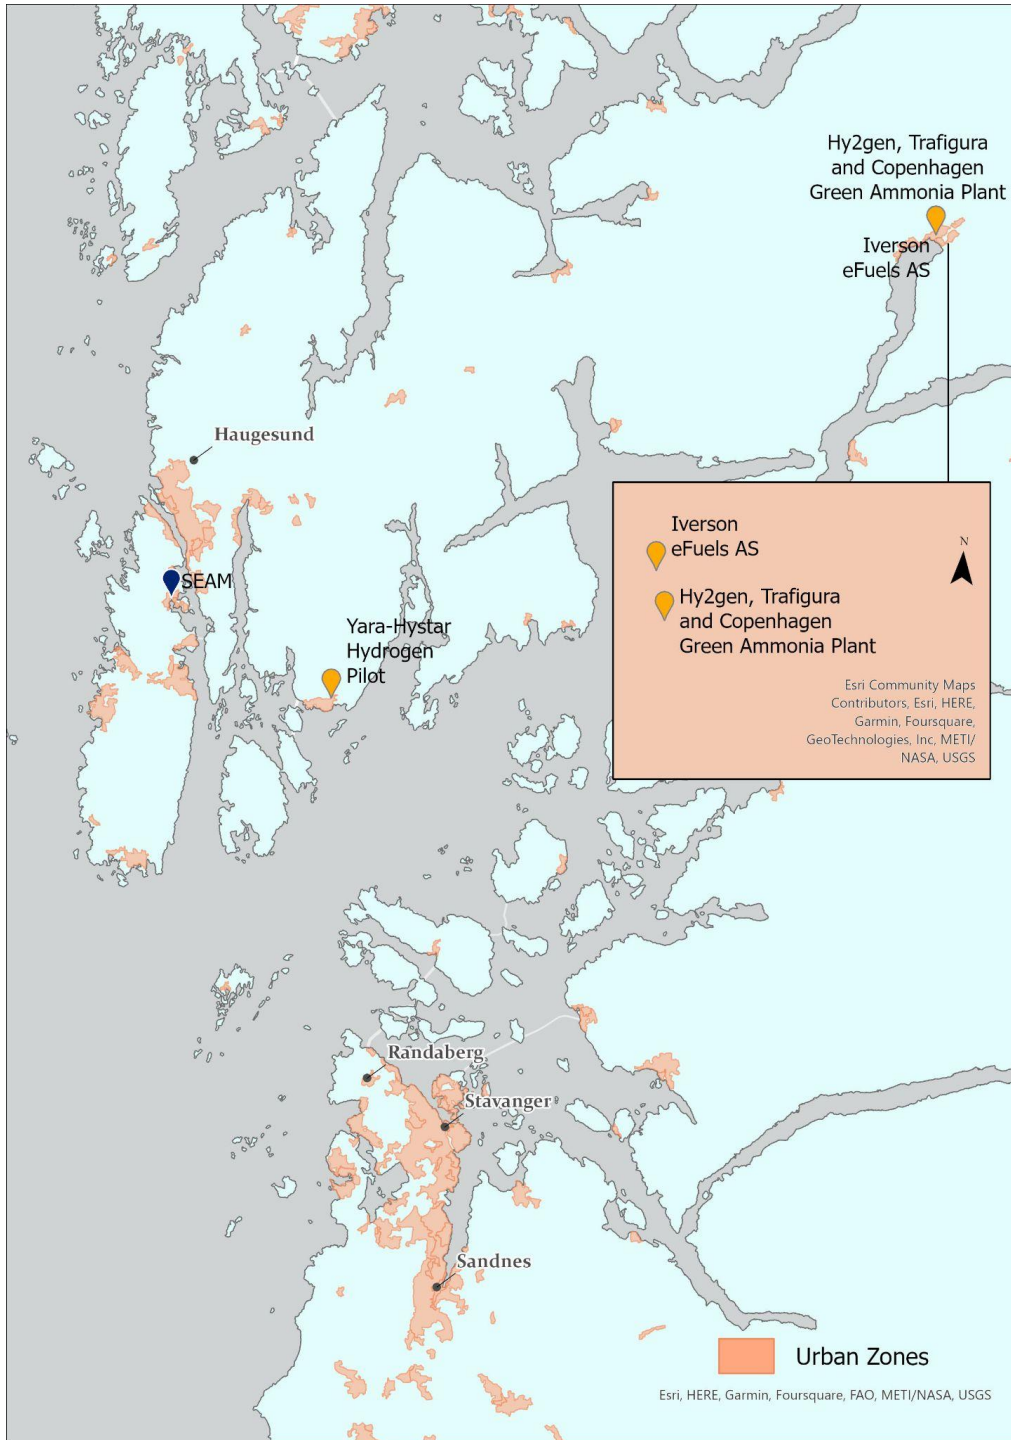 Hy2gen, Trafigura
and Copenhagen
Green Ammonia Plant
Iverson
eFuels AS
Haugesund
Iverson
eFuels AS
N
SEAM
Hy2gen, Trafigura
and Copenhagen
Green Ammonia Plant
Yara-Hystar
Hydrogen
Pilot
Esri Community Maps
Contributors, Esri, HERE,
Garmin, Foursquare,
GeoTechnologies, Inc, METI/
NASA, USGS
Randaberg
Stavanger
Sandnes
Urban Zones
Esri, HERE, Garmin, Foursquare, FAO, METI/NASA, USGS